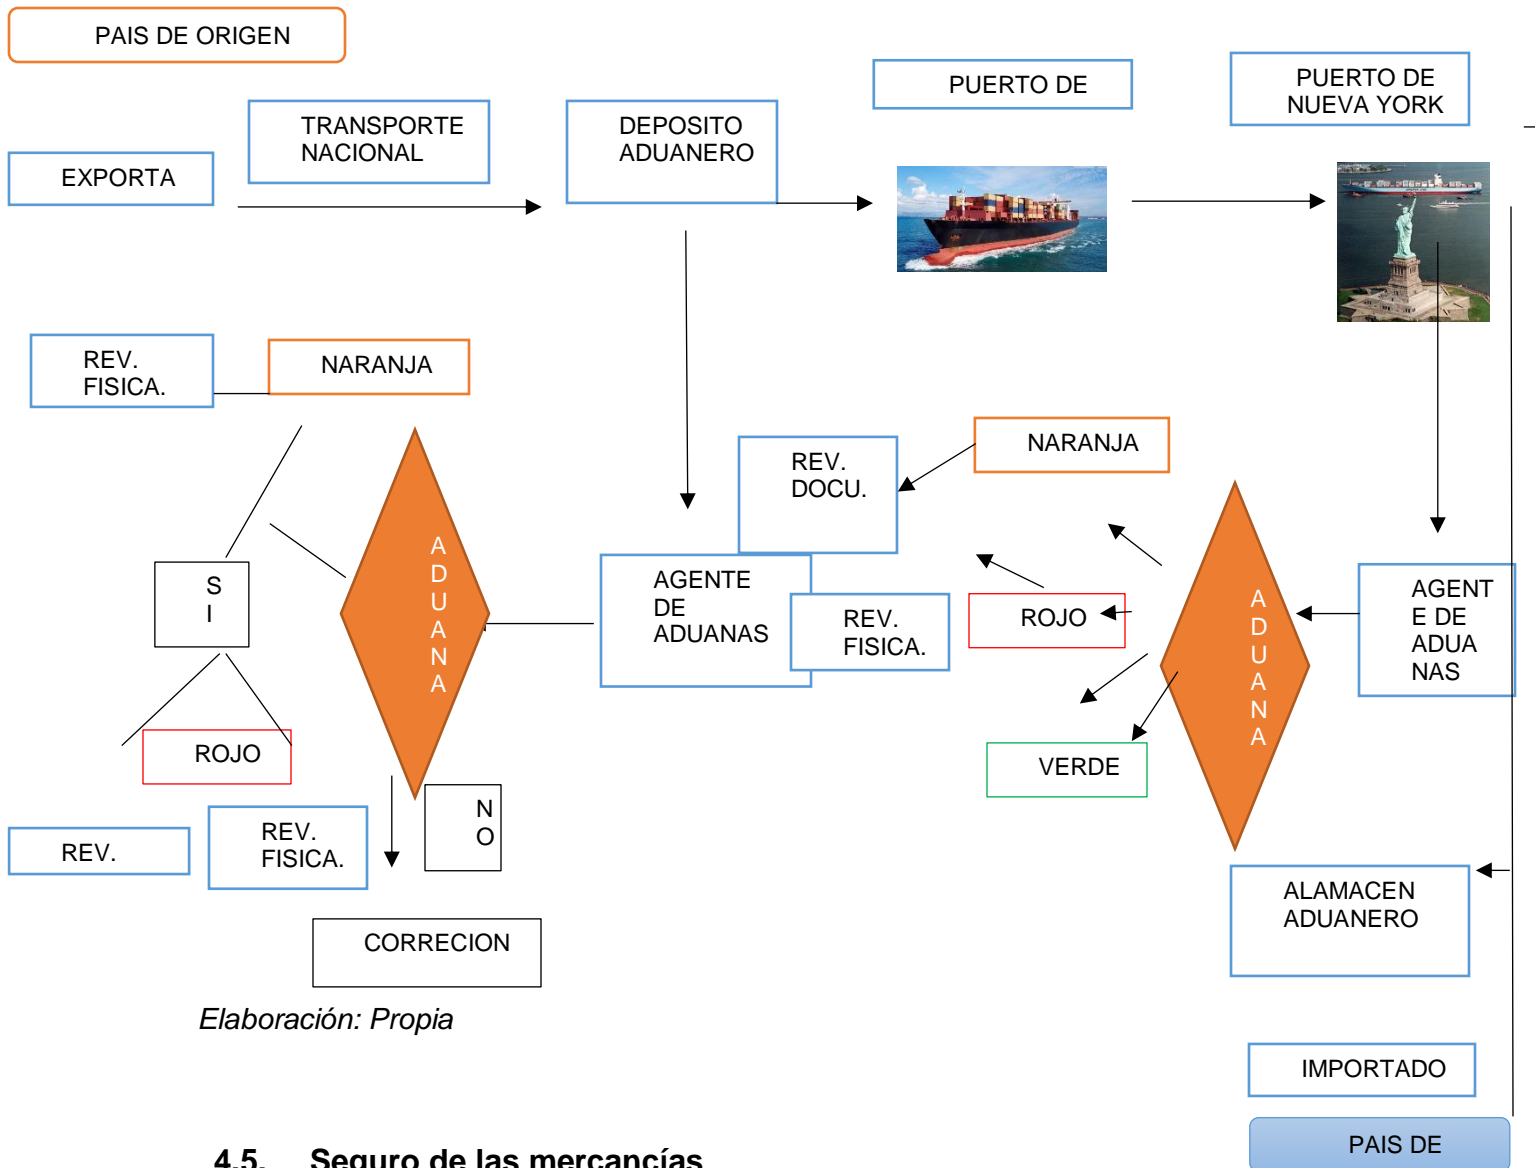 PAIS DE ORIGEN
EXPORTA
TRANSPORTE
NACIONAL
DEPOSITO
ADUANERO
PUERTO DE
PUERTO DE
NUEVA YORK
REV.
FISICA.
NARANJA
A
D
U
A
N
A
S
I
ROJO
REV.
REV.
FISICA.
N
O
CORRECION
AGENTE
DE
ADUANAS
REV.
DOCU.
REV.
FISICA.
NARANJA
ROJO
VERDE
A
D
U
A
N
A
AGENT
E DE
ADUA
NAS
ALAMACEN
ADUANERO
IMPORTADO
PAIS DE
Elaboración: Propia
4.5. Seguro de las mercancías